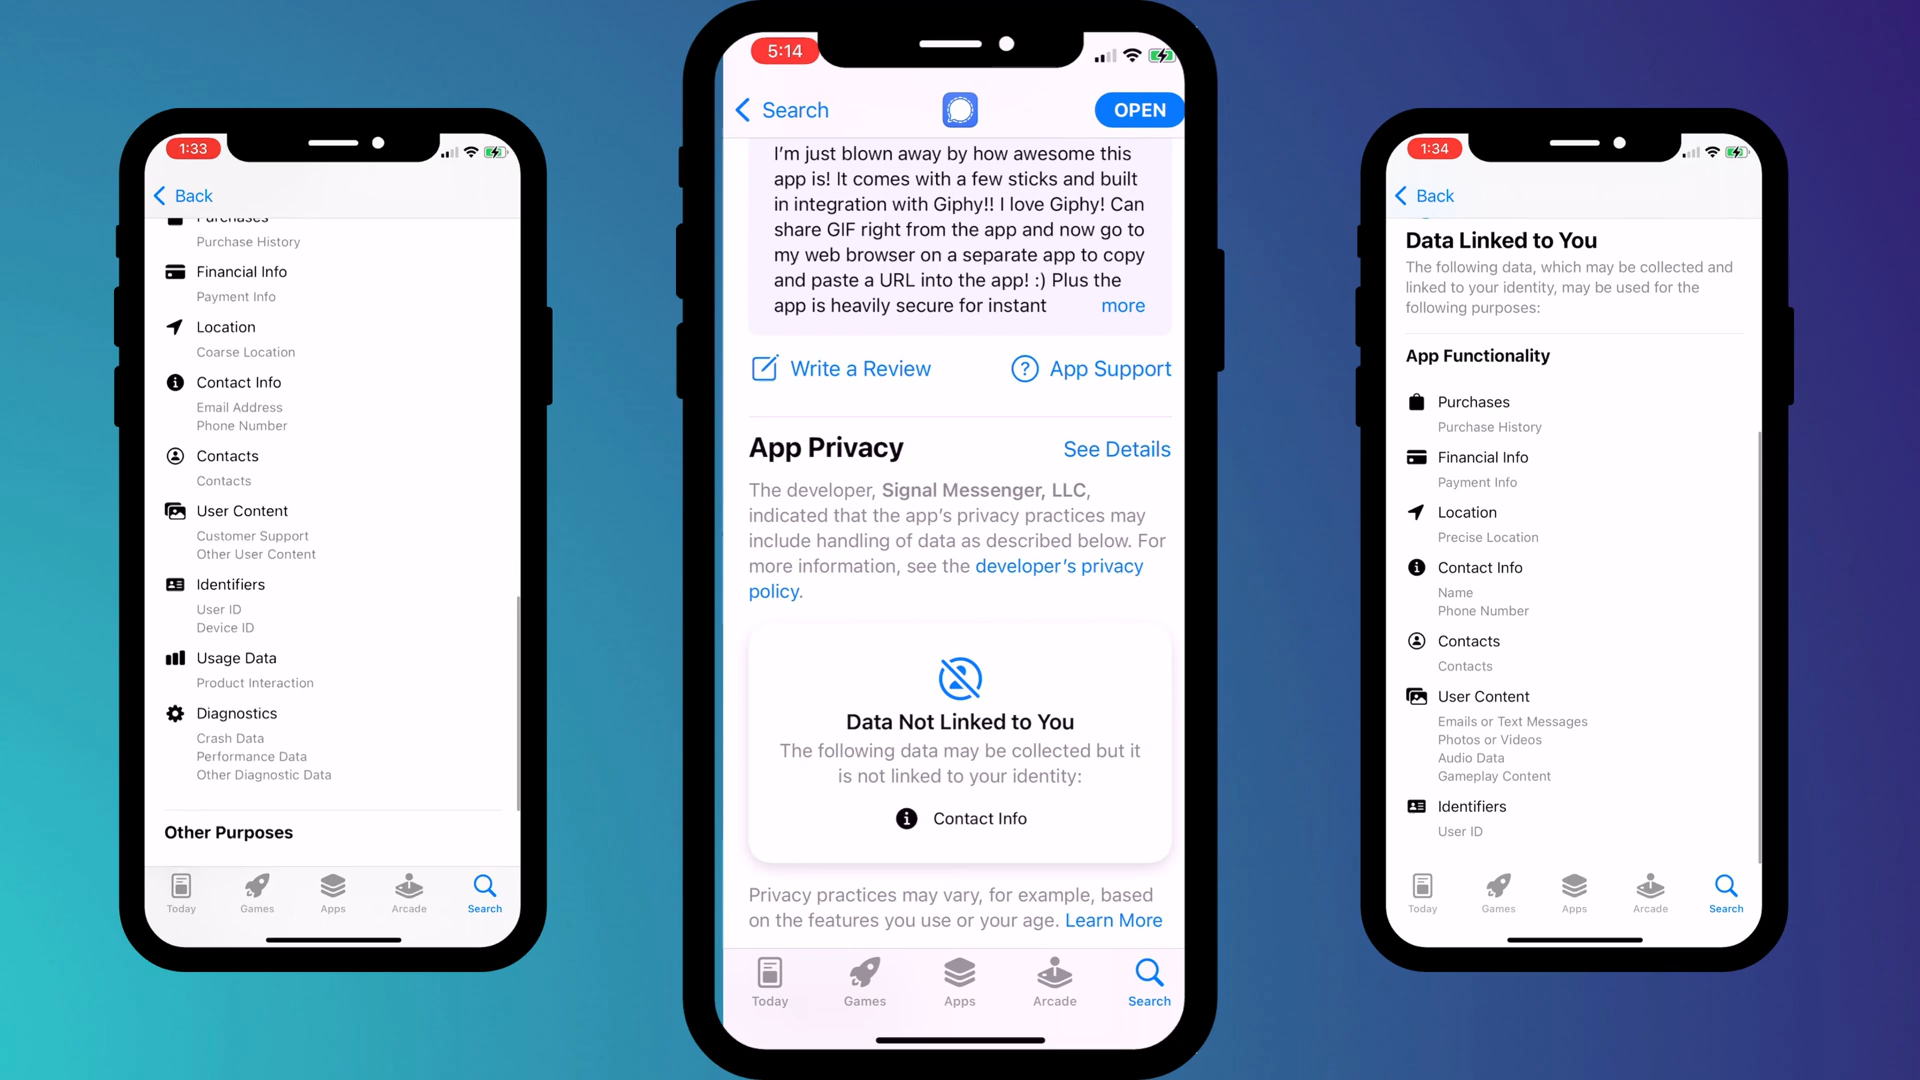 1:33
Back
Purchases
Purchase History
Financial Info
Payment Info
Location
Coarse Location
Contact Info
Email Address
Phone Number
Contacts
Contacts
User Content
Customer Support
Other User Content
Identifiers
User ID
Device ID
Usage Data
Product Interaction
Diagnostics
Crash Data
Performance Data
Other Diagnostic Data
Other Purposes
Today Games Apps Arcade Search
5:14
Search OPEN
I'm just blown away by how awesome this
app is! It comes with a few sticks and built
in integration with Giphy!! I love Giphy! Can
share GIF right from the app and now go to
my web browser on a separate app to copy
and paste a URL into the app! :) Plus the
app is heavily secure for instant more
Write a Review App Support
App Privacy See Details
The developer, Signal Messenger, LLC,
indicated that the app's privacy practices may
include handling of data as described below. For
more information, see the developer's privacy
policy.
Data Not Linked to You
The following data may be collected but it
is not linked to your identity:
Contact Info
Privacy practices may vary, for example, based
on the features you use or your age. Learn More
Today Games Apps Arcade Search
1:34
Back
Data Linked to You
The following data, which may be collected and
linked to your identity, may be used for the
following purposes:
App Functionality
Purchases
Purchase History
Financial Info
Payment Info
Location
Precise Location
Contact Info
Name
Phone Number
Contacts
Contacts
User Content
Emails or Text Messages
Photos or Videos
Audio Data
Gameplay Content
Identifiers
User ID
Today Games Apps Arcade Search